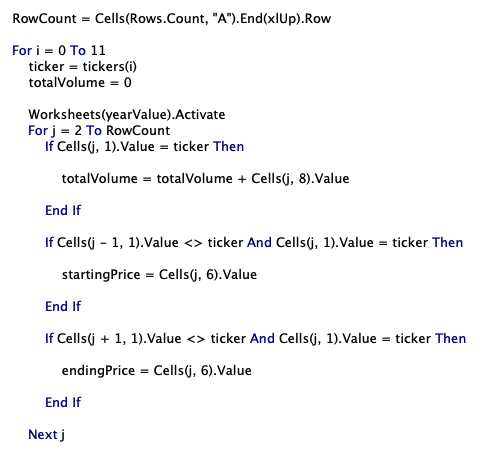 RowCount = Cells(Rows.Count, "A").End(xlUp).Row
For i = 0 To 11
ticker = tickers(i)
totalVolume = 0
Worksheets(yearValue).Activate
For j = 2 To RowCount
If Cells(j, 1).Value = ticker Then
totalVolume = totalVolume + Cells(j, 8).Value
End If
If Cells(j - 1, 1).Value <> ticker And Cells(j, 1).Value = ticker Then
startingPrice = Cells(j, 6).Value
End If
If Cells(j + 1, 1).Value <> ticker And Cells(j, 1).Value = ticker Then
endingPrice = Cells(j, 6).Value
End If
Next j